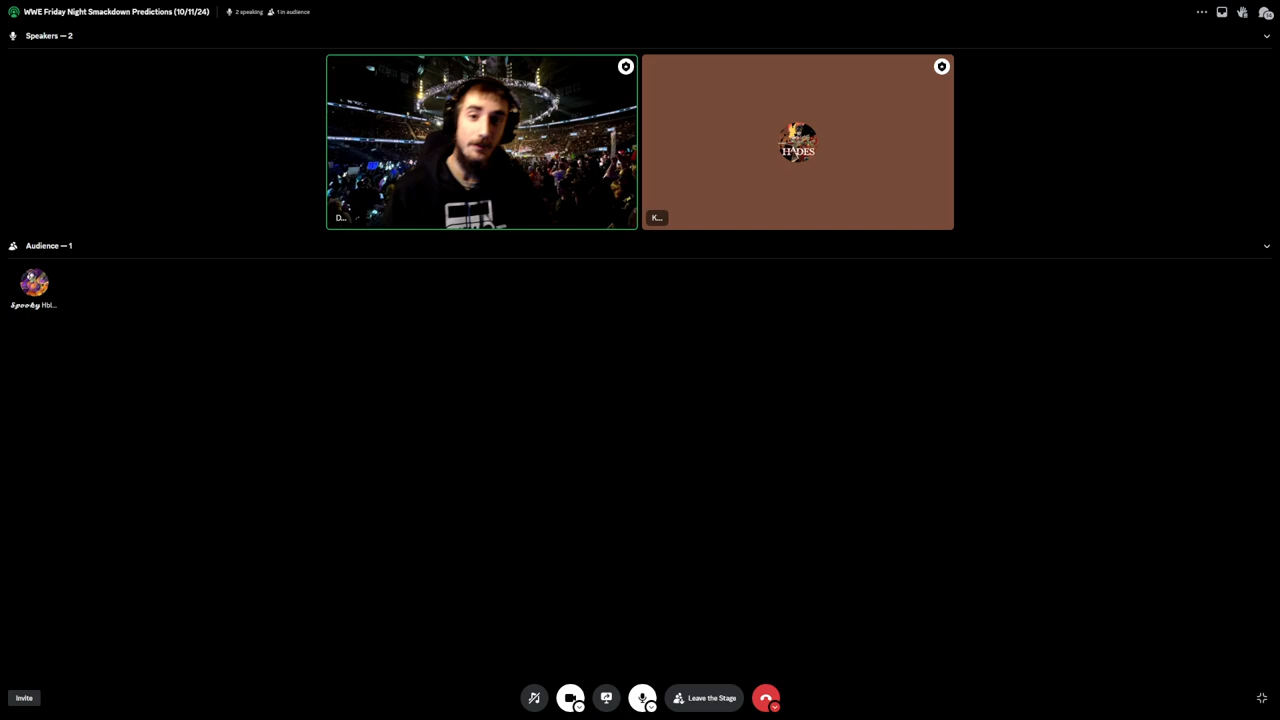 WWE Friday Night Smackdown Predictions (10/11/24)
2 speaking
1 in audience
Speakers — 2
D...
HADES
K...
Audience — 1
Spooky Hbl...
Invite
Leave the Stage